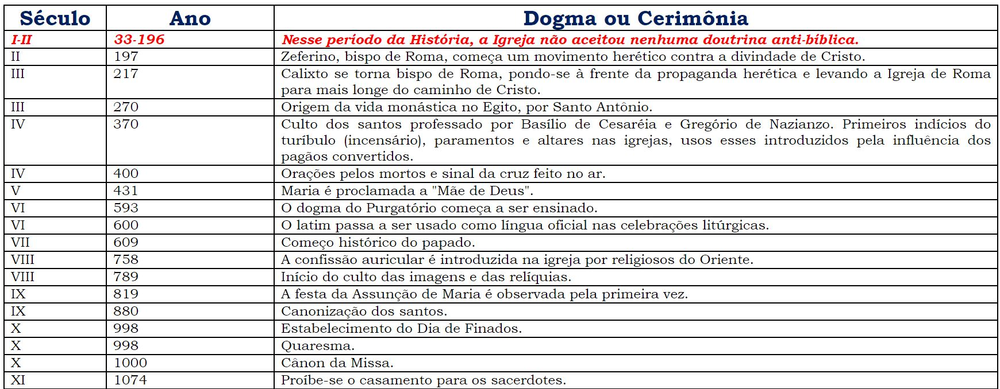 Século Ano Dogma ou Cerimônia
I-II 33-196 Nesse período da História, a Igreja não aceitou nenhuma doutrina anti-bíblica.
II 197 Zeferino, bispo de Roma, começa um movimento herético contra a divindade de Cristo.
III 217 Calixto se torna bispo de Roma, pondo-se à frente da propaganda herética e levando a Igreja de Roma
para mais longe do caminho de Cristo.
III 270 Origem da vida monástica no Egito, por Santo Antônio.
IV 370 Culto dos santos professado por Basílio de Cesaréia e Gregório de Nazianzo. Primeiros indícios do
turíbulo (incensário), paramentos e altares nas igrejas, usos esses introduzidos pela influência dos
pagãos convertidos.
IV 400 Orações pelos mortos e sinal da cruz feito no ar.
V 431 Maria é proclamada a "Mãe de Deus".
VI 593 O dogma do Purgatório começa a ser ensinado.
VI 600 O latim passa a ser usado como língua oficial nas celebrações litúrgicas.
VII 609 Começo histórico do papado.
VIII 758 A confissão auricular é introduzida na igreja por religiosos do Oriente.
VIII 789 Início do culto das imagens e das relíquias.
IX 819 A festa da Assunção de Maria é observada pela primeira vez.
IX 880 Canonização dos santos.
X 998 Estabelecimento do Dia de Finados.
X 998 Quaresma.
X 1000 Cânon da Missa.
XI 1074 Proíbe-se o casamento para os sacerdotes.